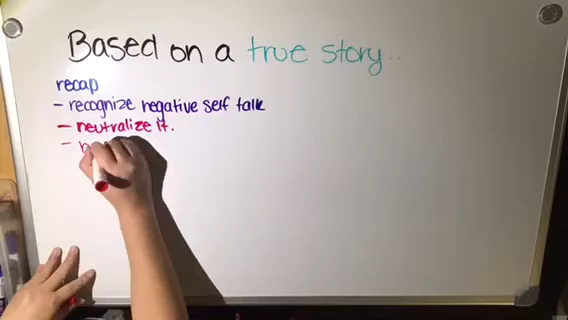 Based on a true story...
recap
- recognize negative self talk
- neutralize it.
-